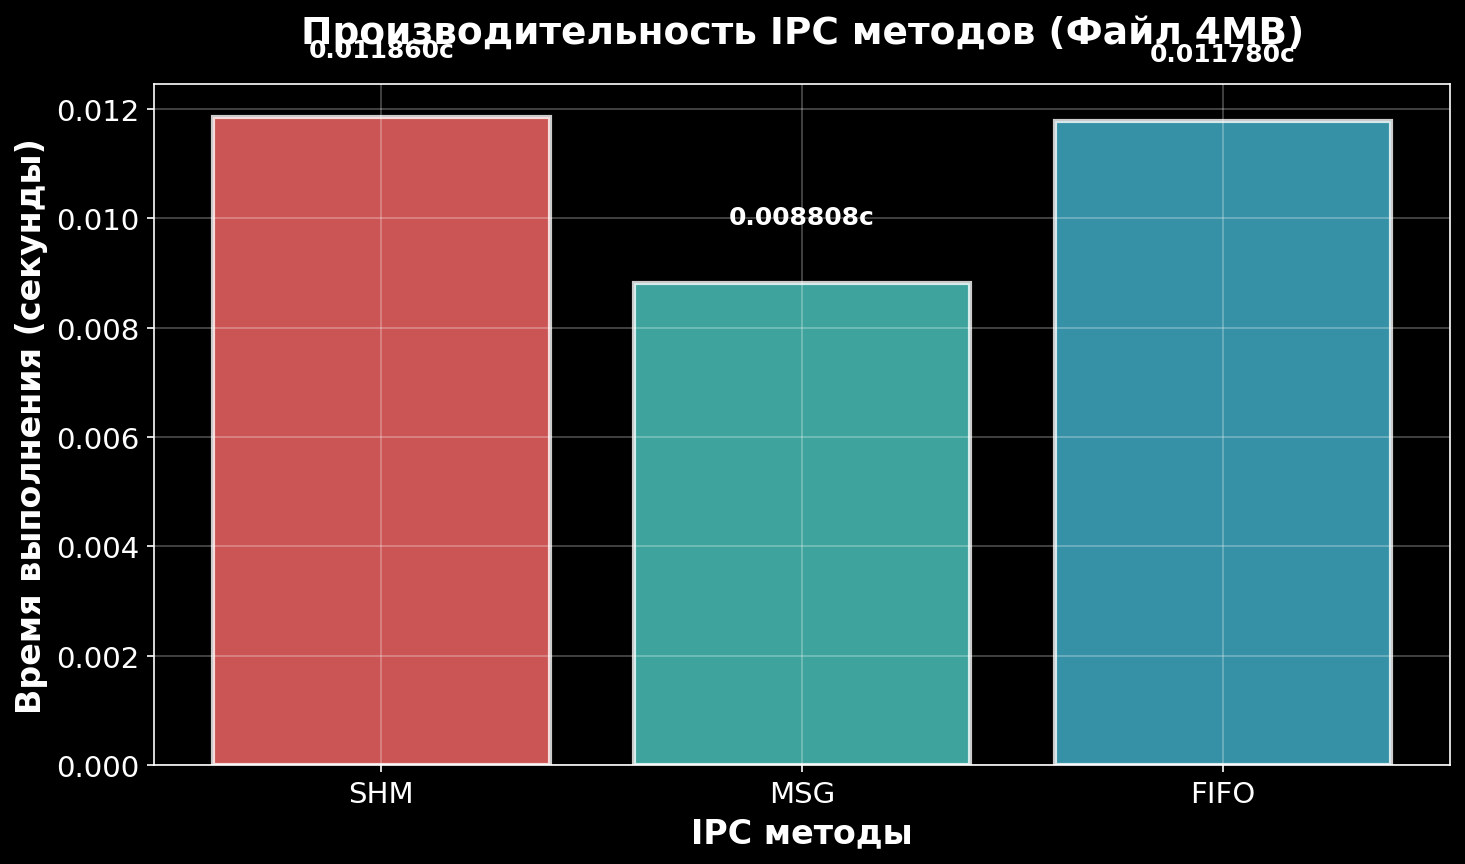 Производительность IPC методов (Файл 4MB)
0.011860с
0.011780с
0.008808с
Время выполнения (секунды)
0.012
0.010
0.008
0.006
0.004
0.002
0.000
SHM
MSG
FIFO
IPC методы